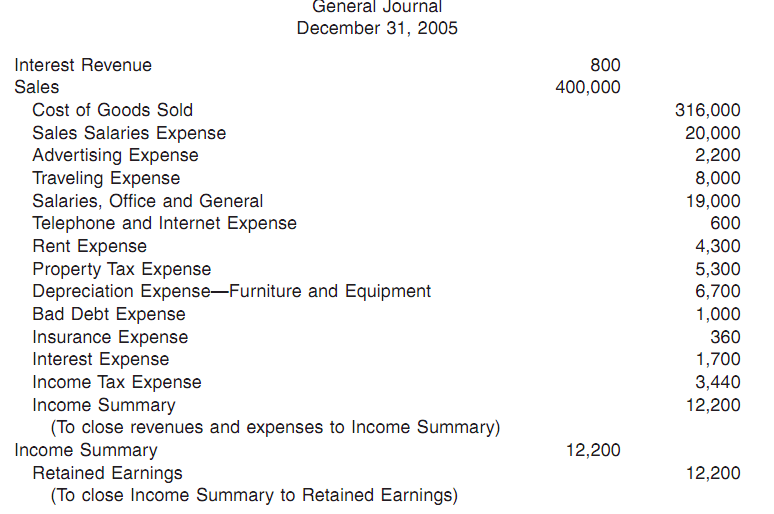 General Journal
December 31, 2005
Interest Revenue 800
Sales 400,000
Cost of Goods Sold 316,000
Sales Salaries Expense 20,000
Advertising Expense 2,200
Traveling Expense 8,000
Salaries, Office and General 19,000
Telephone and Internet Expense 600
Rent Expense 4,300
Property Tax Expense 5,300
Depreciation Expense—Furniture and Equipment 6,700
Bad Debt Expense 1,000
Insurance Expense 360
Interest Expense 1,700
Income Tax Expense 3,440
Income Summary 12,200
(To close revenues and expenses to Income Summary)
Income Summary 12,200
Retained Earnings 12,200
(To close Income Summary to Retained Earnings)